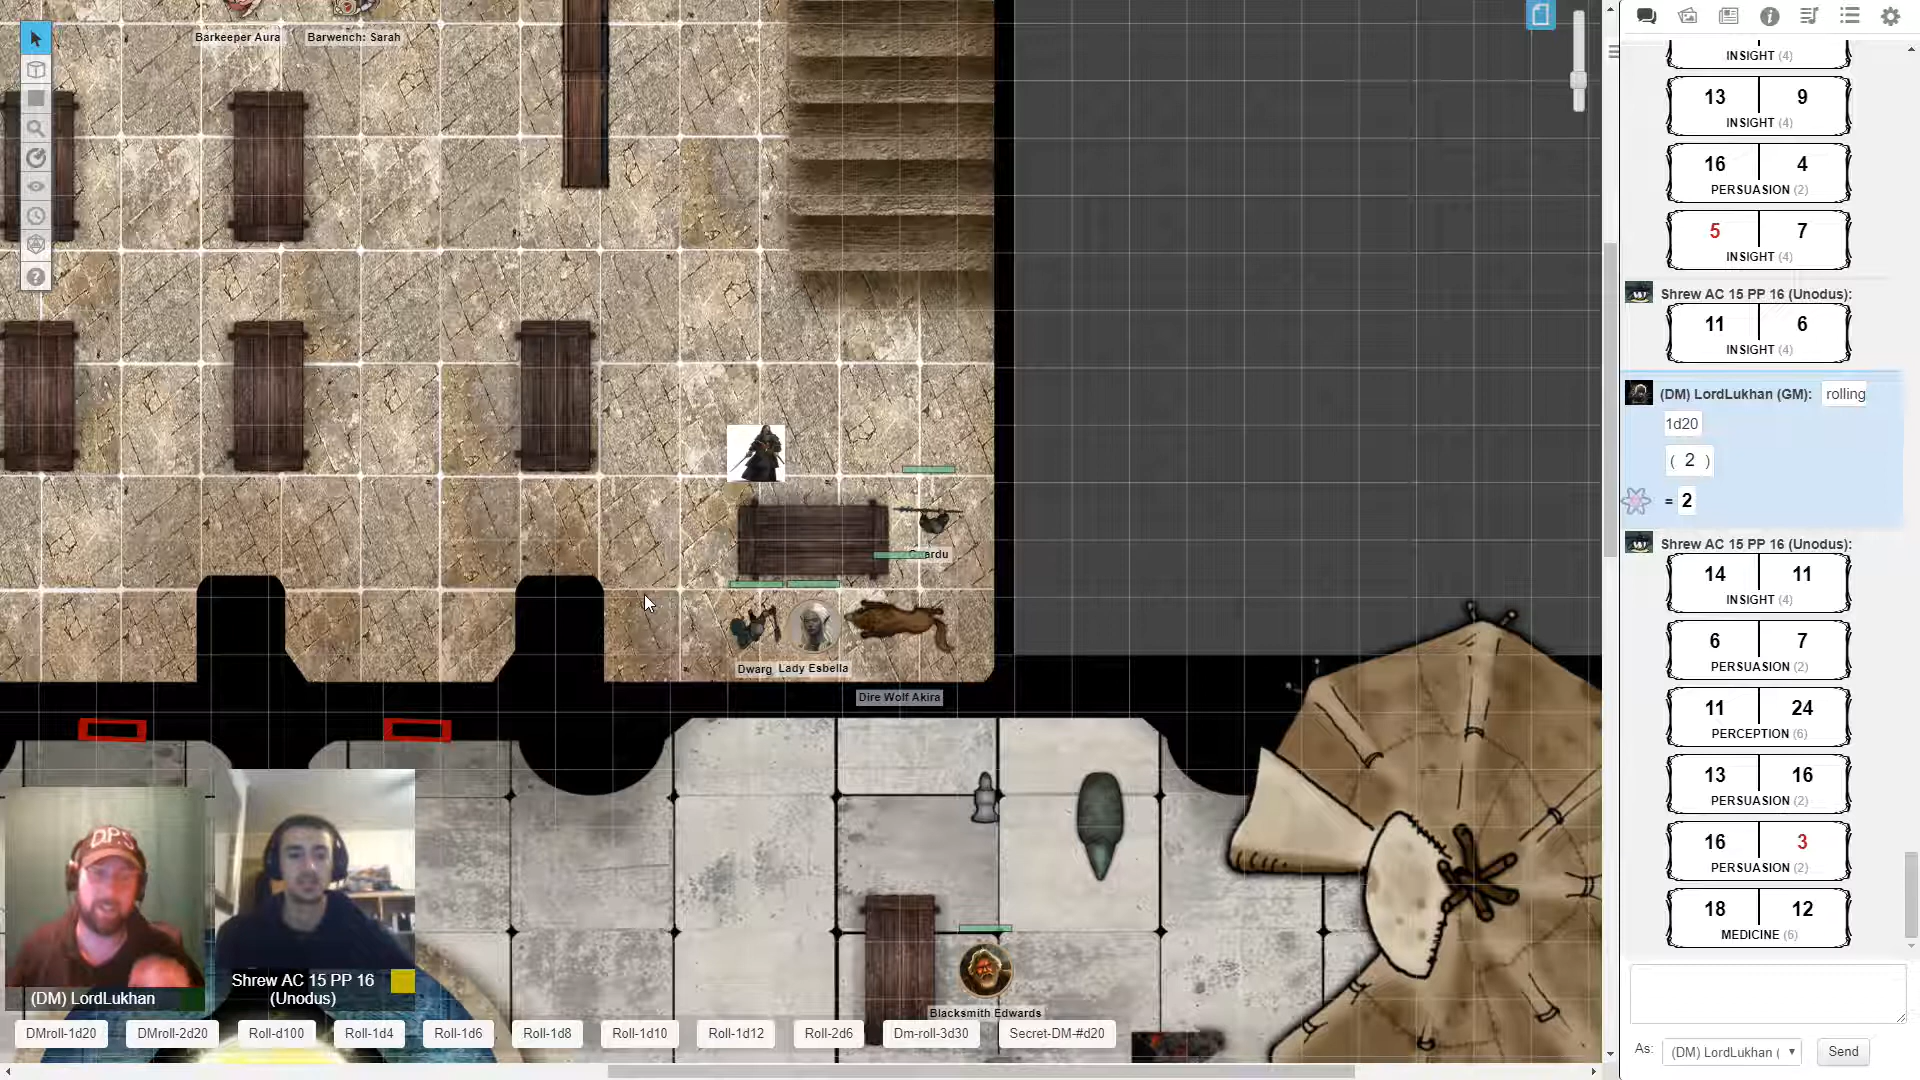 Barkeeper Aura
Barwench: Sarah
Dwarg
Lady Esbella
Dire Wolf Akira
Blacksmith Edwards
DPS
(DM) LordLukhan
Shrew AC 15 PP 16
(Unodus)
DMroll-1d20
DMroll-2d20
Roll-d100
Roll-1d4
Roll-1d6
Roll-1d8
Roll-1d10
Roll-1d12
Roll-2d6
Dm-roll-3d30
Secret-DM-#d20
INSIGHT (4)
13 9
INSIGHT (4)
16 4
PERSUASION (2)
5 7
INSIGHT (4)
Shrew AC 15 PP 16 (Unodus):
11 6
INSIGHT (4)
(DM) LordLukhan (GM): rolling
1d20
( 2 )
= 2
Shrew AC 15 PP 16 (Unodus):
14 11
INSIGHT (4)
6 7
PERSUASION (2)
11 24
PERCEPTION (6)
13 16
PERSUASION (2)
16 3
PERSUASION (2)
18 12
MEDICINE (6)
As: (DM) LordLukhan (
Send